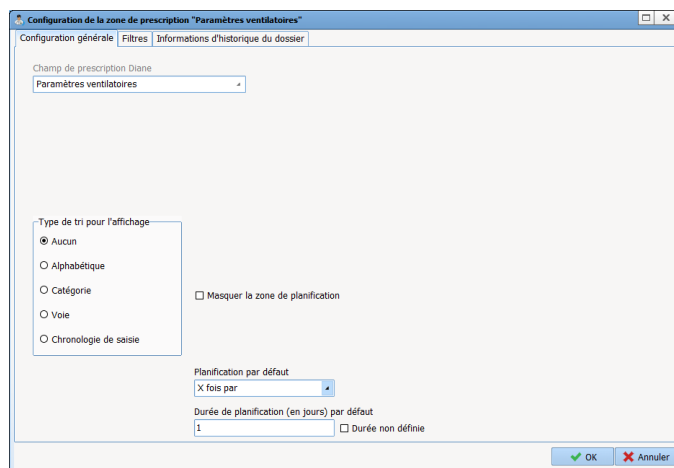 Configuration de la zone de prescription "Paramètres ventilatoires"
Configuration générale Filtres Informations d'historique du dossier
Champ de prescription Diane
Paramètres ventilatoires
Type de tri pour l'affichage
Aucun
Alphabétique
Catégorie
Masquer la zone de planification
Voie
Chronologie de saisie
Planification par défaut
X fois par
Durée de planification (en jours) par défaut
1 Durée non définie
OK Annuler